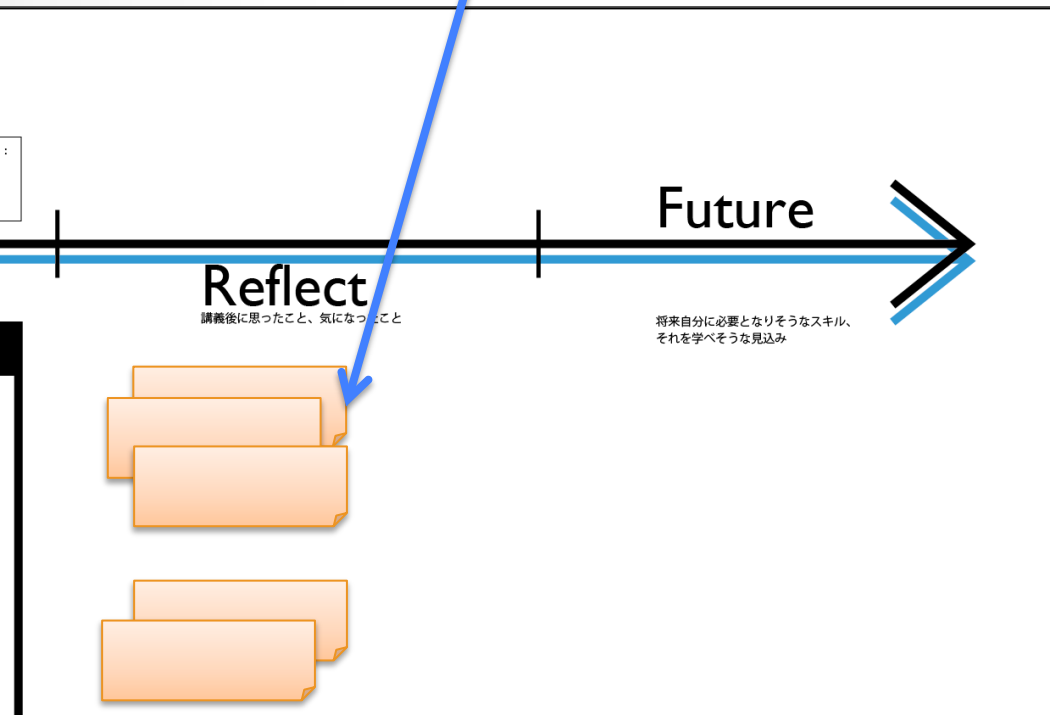 :
Future
Reflect
講義後に思ったこと、気になったこと
将来自分に必要となりそうなスキル、
それを学べそうな見込み